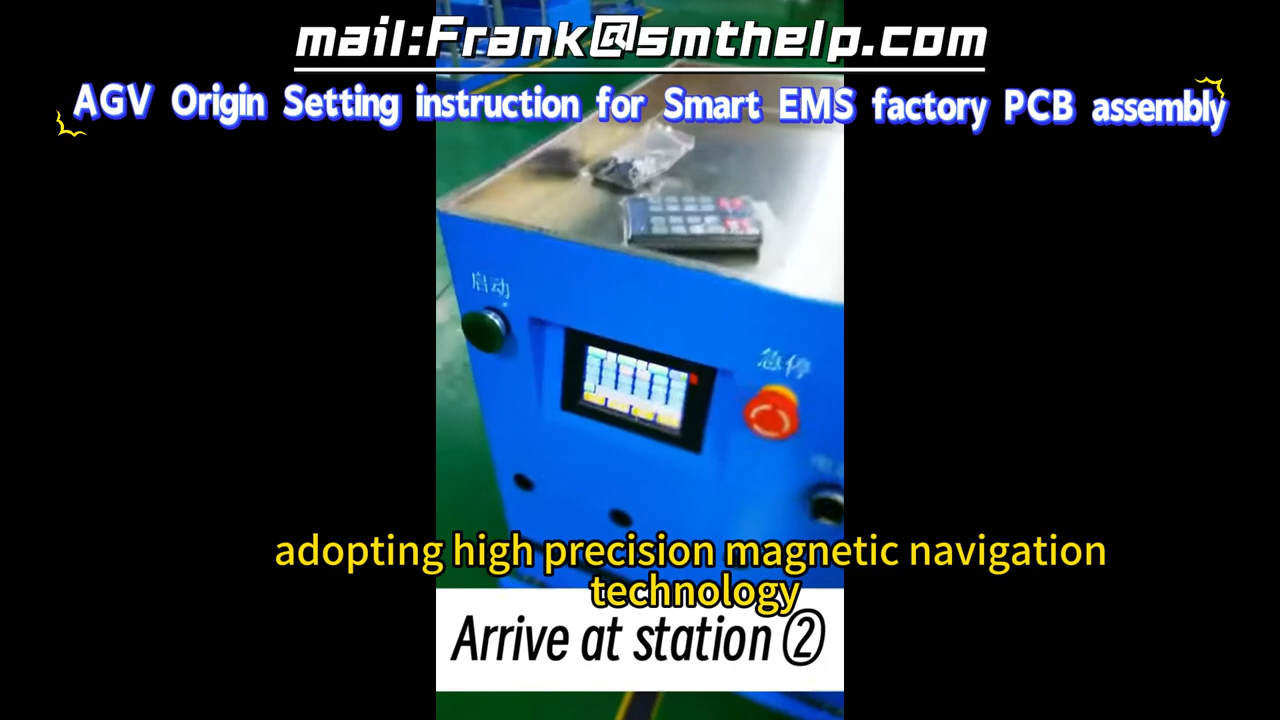 mail:Frank@smthelp.com
AGV Origin Setting instruction for Smart EMS factory PCB assembly
启动
急停
adopting high precision magnetic navigation
technology
Arrive at station ②